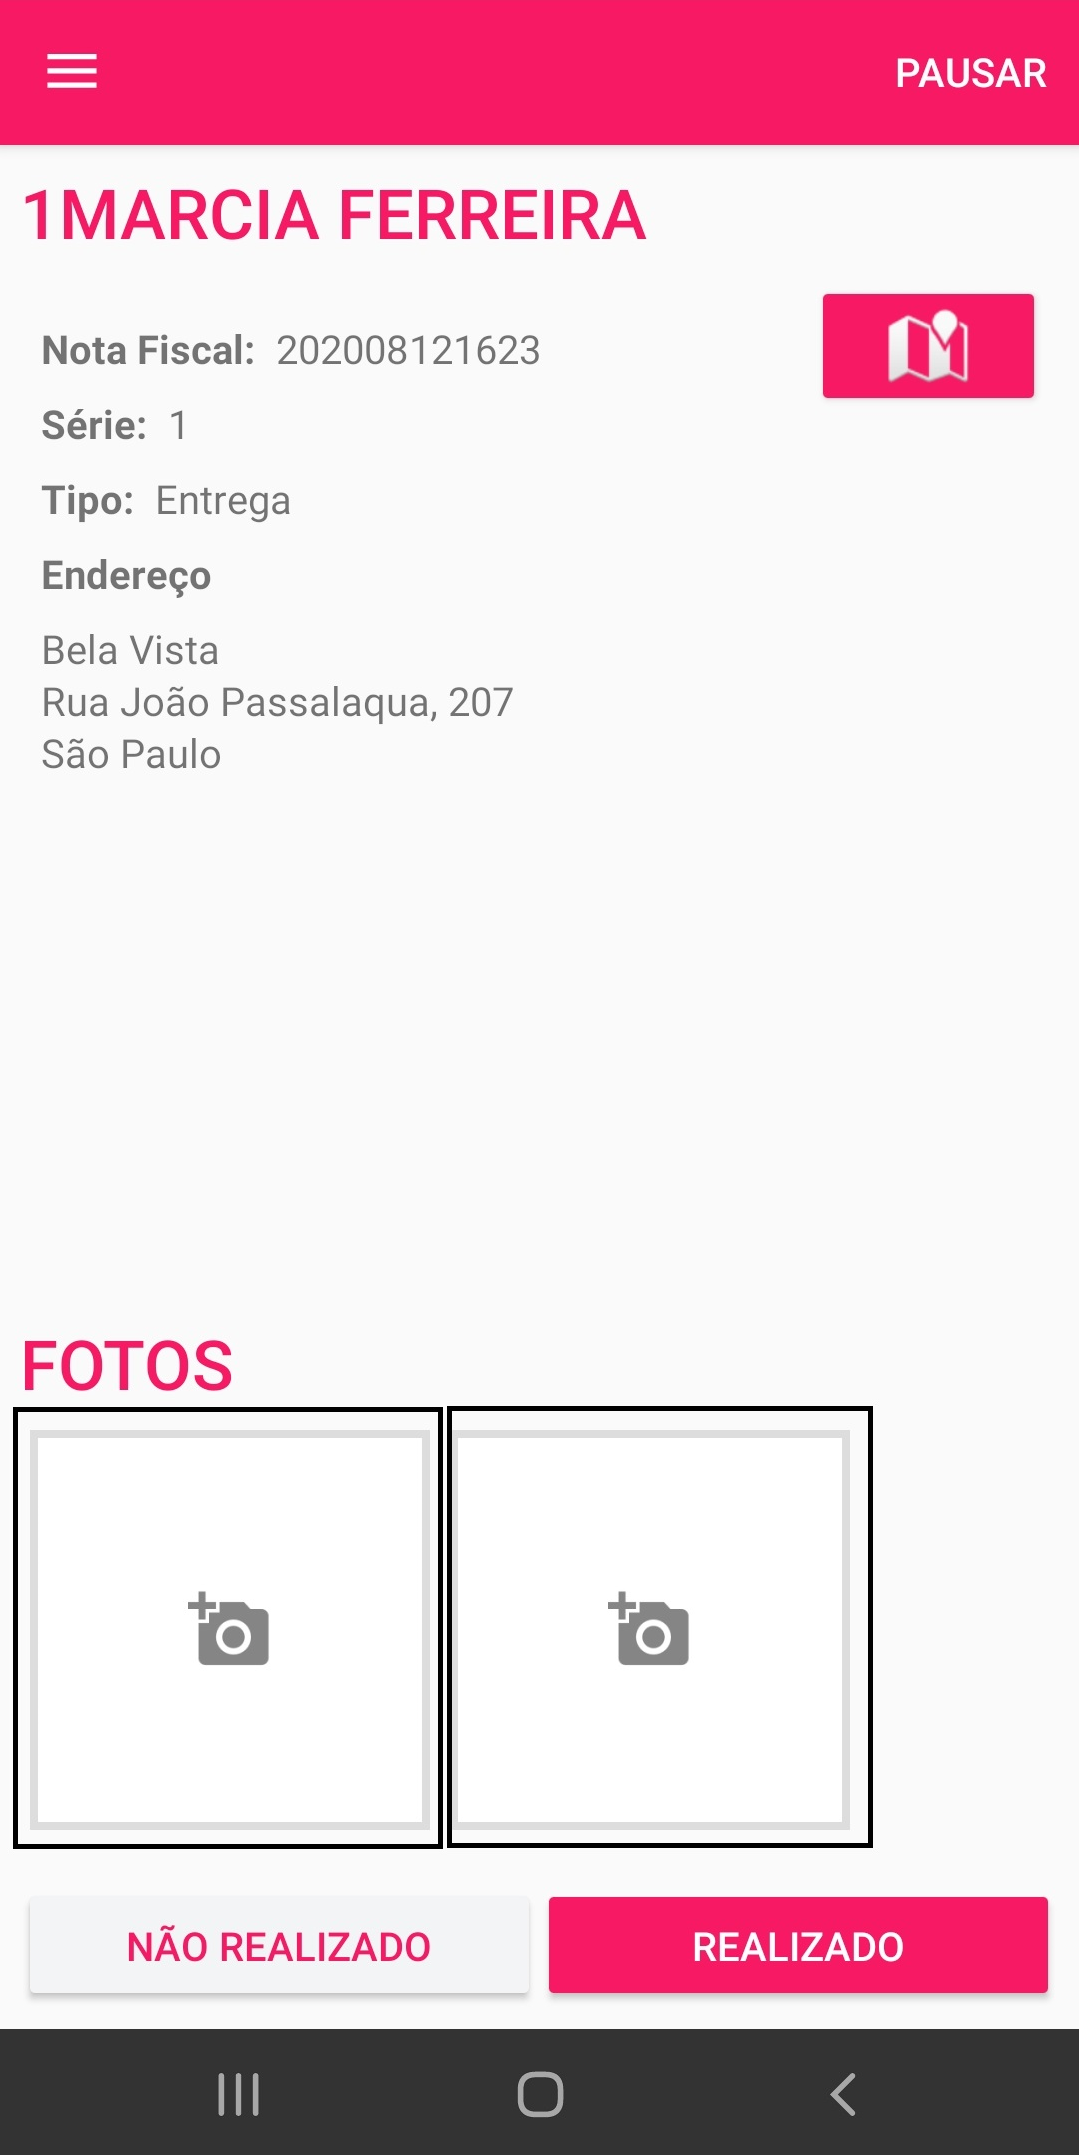 PAUSAR
1MARCIA FERREIRA
Nota Fiscal: 202008121623
Série: 1
Tipo: Entrega
Endereço
Bela Vista
Rua João Passalaqua, 207
São Paulo
FOTOS
NÃO REALIZADO
REALIZADO